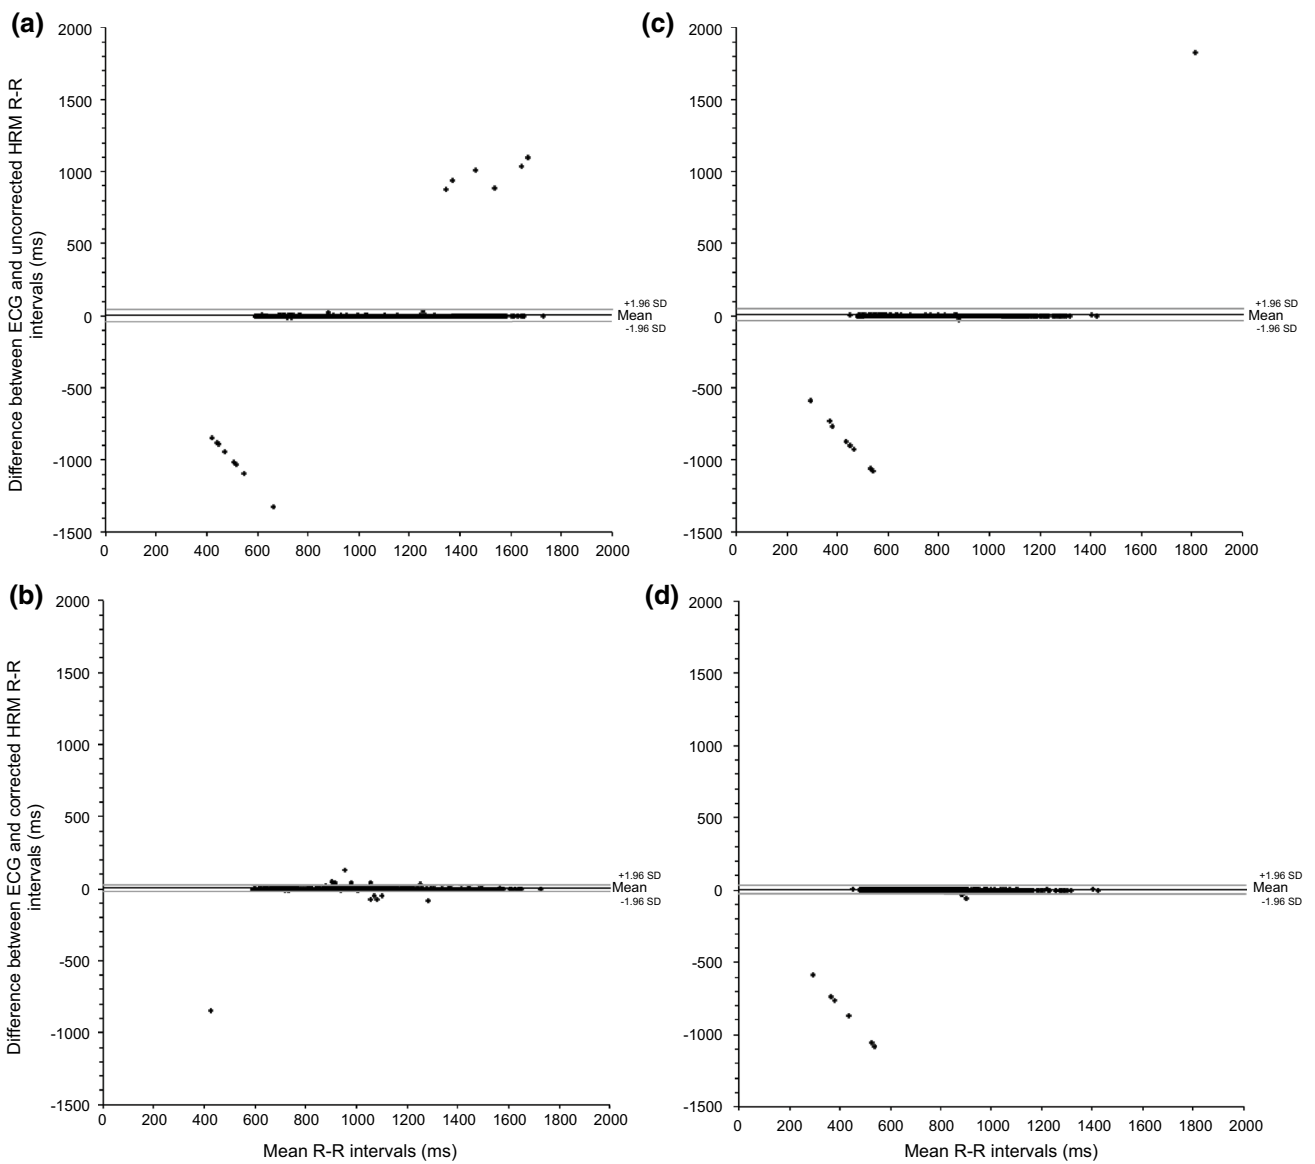 (a)
2000
1500
1000
500
0
-500
-1000
-1500
0 200 400 600 800 1000 1200 1400 1600 1800 2000
+1.96 SD
Mean
-1.96 SD
Difference between ECG and uncorrected HRM R-R
intervals (ms)
(c)
2000
1500
1000
500
0
-500
-1000
-1500
0 200 400 600 800 1000 1200 1400 1600 1800 2000
+1.96 SD
Mean
-1.96 SD
(b)
2000
1500
1000
500
0
-500
-1000
-1500
0 200 400 600 800 1000 1200 1400 1600 1800 2000
+1.96 SD
Mean
-1.96 SD
Difference between ECG and corrected HRM R-R
intervals (ms)
Mean R-R intervals (ms)
(d)
2000
1500
1000
500
0
-500
-1000
-1500
0 200 400 600 800 1000 1200 1400 1600 1800 2000
+1.96 SD
Mean
-1.96 SD
Mean R-R intervals (ms)